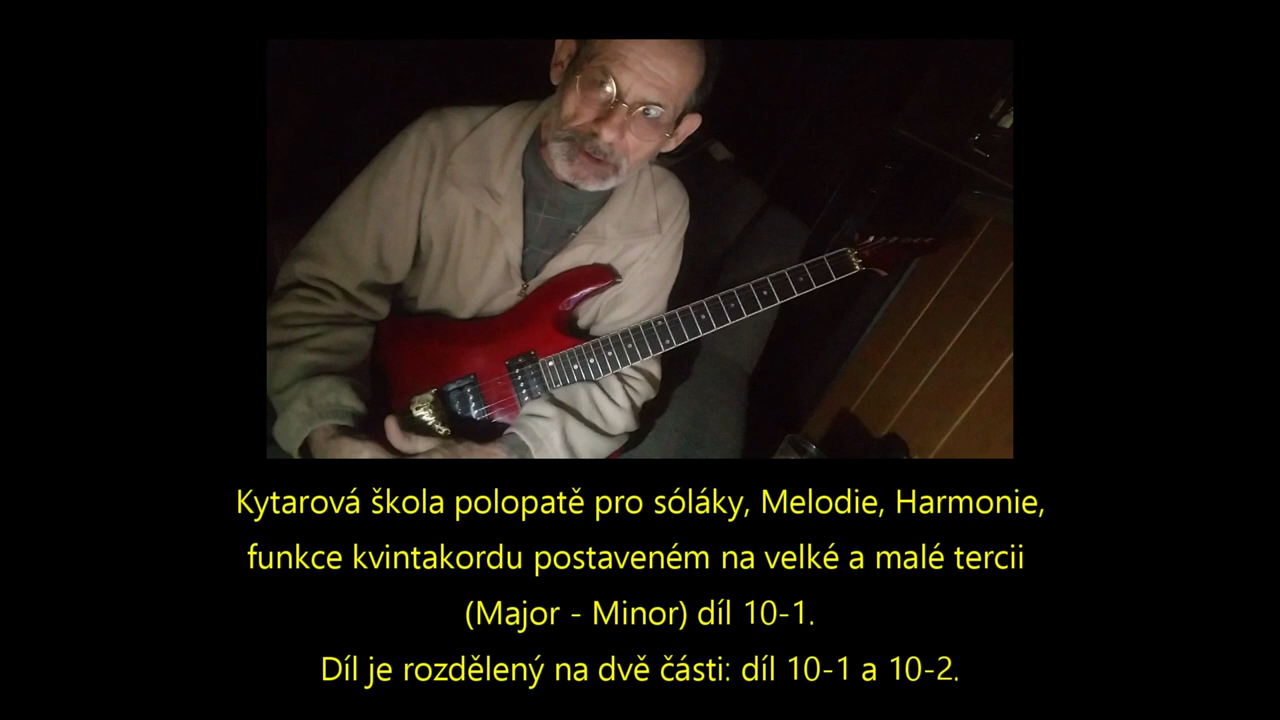 Kytarová škola polopatě pro sóláky, Melodie, Harmonie,
funkce kvintakordu postaveném na velké a malé tercii
(Major - Minor) díl 10-1.
Díl je rozdělený na dvě části: díl 10-1 a 10-2.